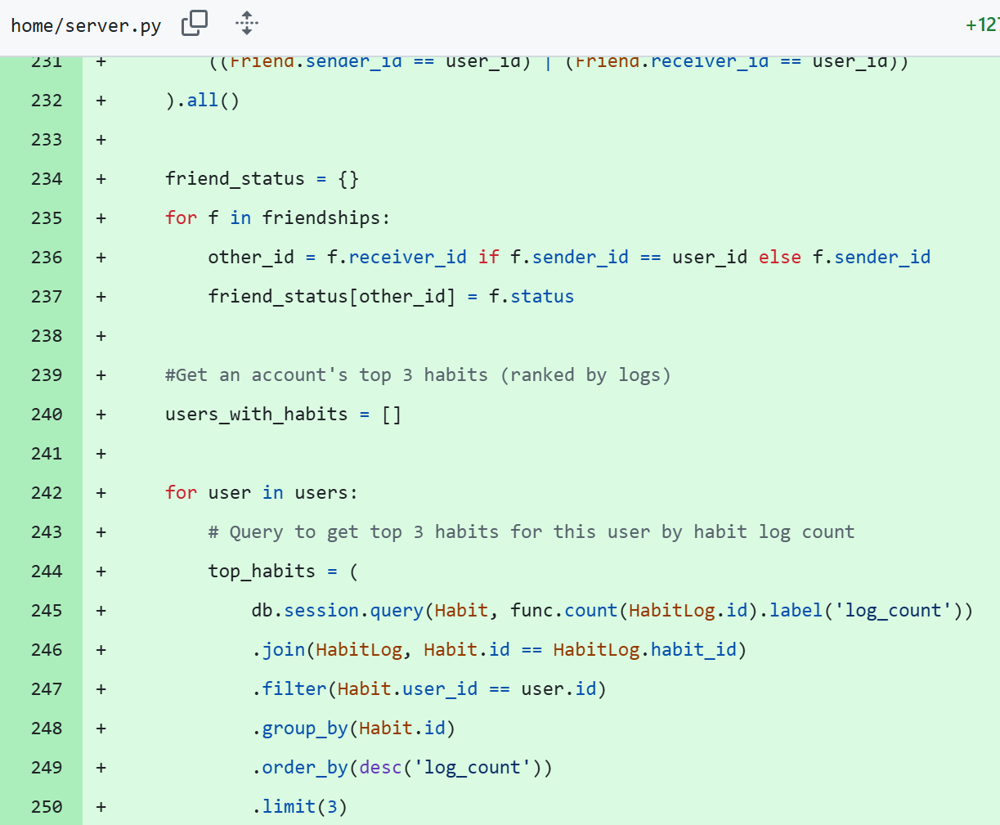 home/server.py +127
231 + ((Friend.sender_id == user_id) | (Friend.receiver_id == user_id))
232 + ).all()
233 +
234 + friend_status = {}
235 + for f in friendships:
236 + other_id = f.receiver_id if f.sender_id == user_id else f.sender_id
237 + friend_status[other_id] = f.status
238 +
239 + #Get an account's top 3 habits (ranked by logs)
240 + users_with_habits = []
241 +
242 + for user in users:
243 + # Query to get top 3 habits for this user by habit log count
244 + top_habits = (
245 + db.session.query(Habit, func.count(HabitLog.id).label('log_count'))
246 + .join(HabitLog, Habit.id == HabitLog.habit_id)
247 + .filter(Habit.user_id == user.id)
248 + .group_by(Habit.id)
249 + .order_by(desc('log_count'))
250 + .limit(3)